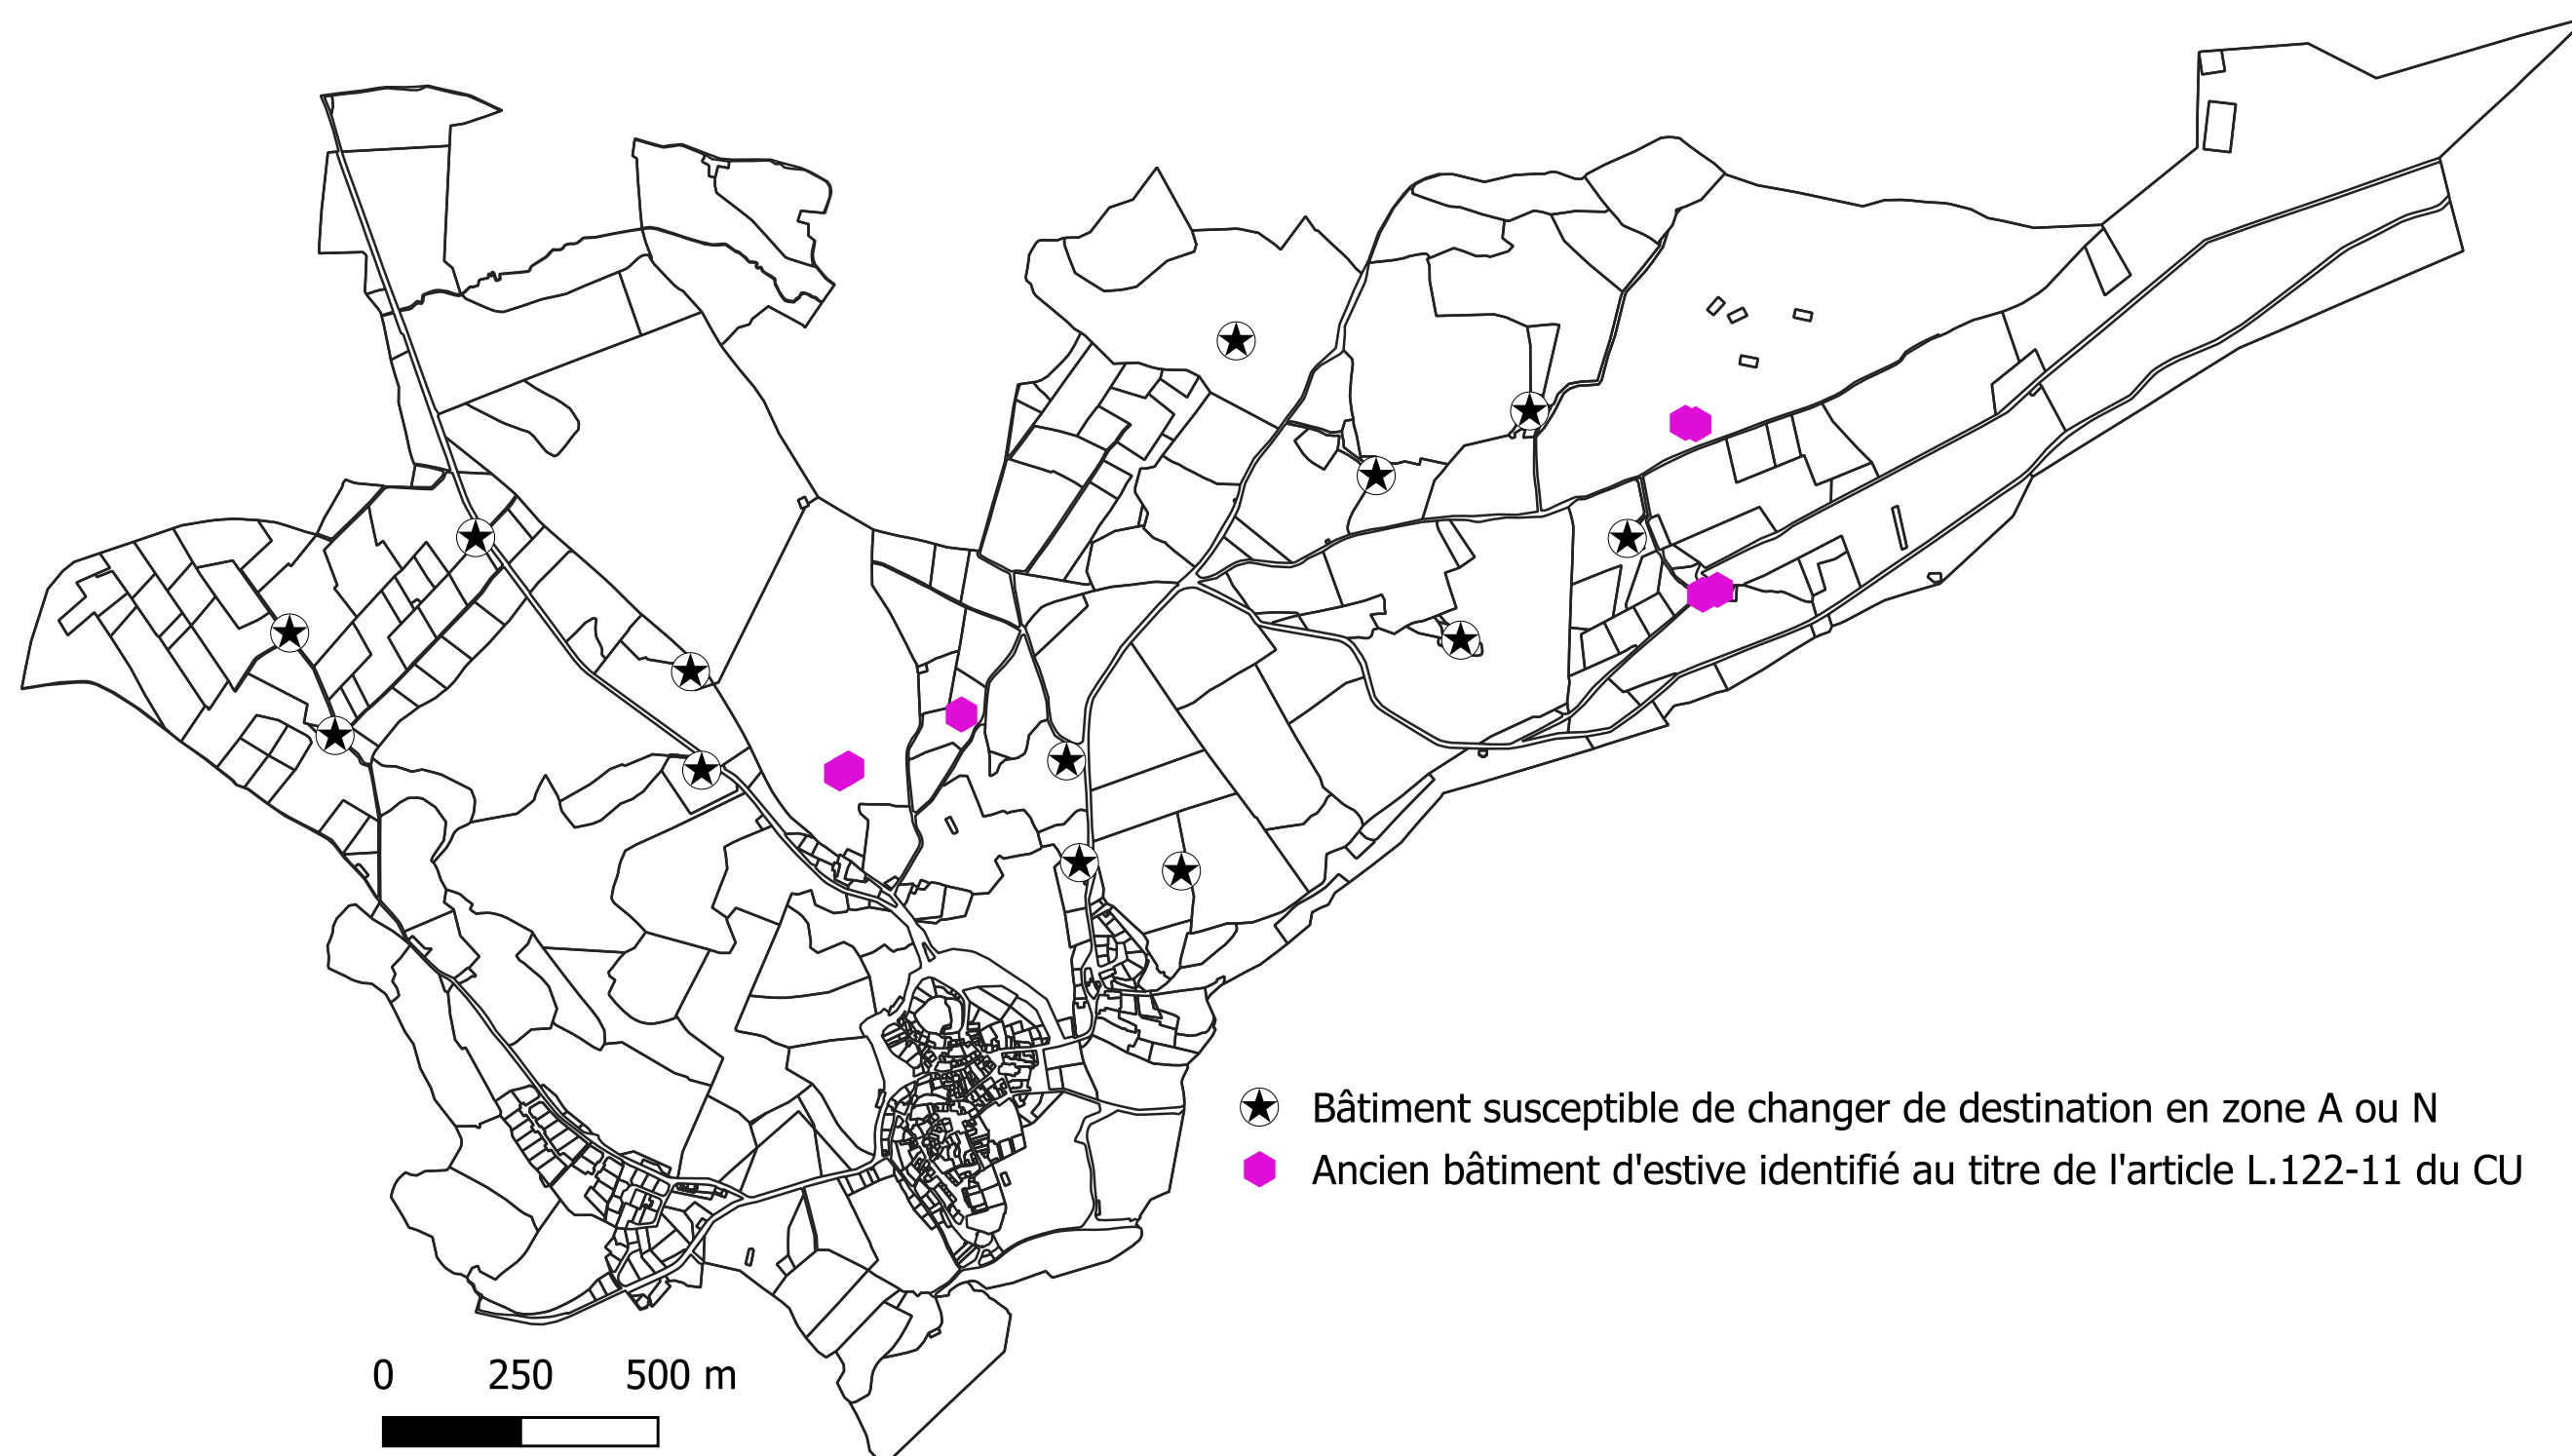 Bâtiment susceptible de changer de destination en zone A ou N
Ancien bâtiment d'estive identifié au titre de l'article L.122-11 du CU
0 250 500 m